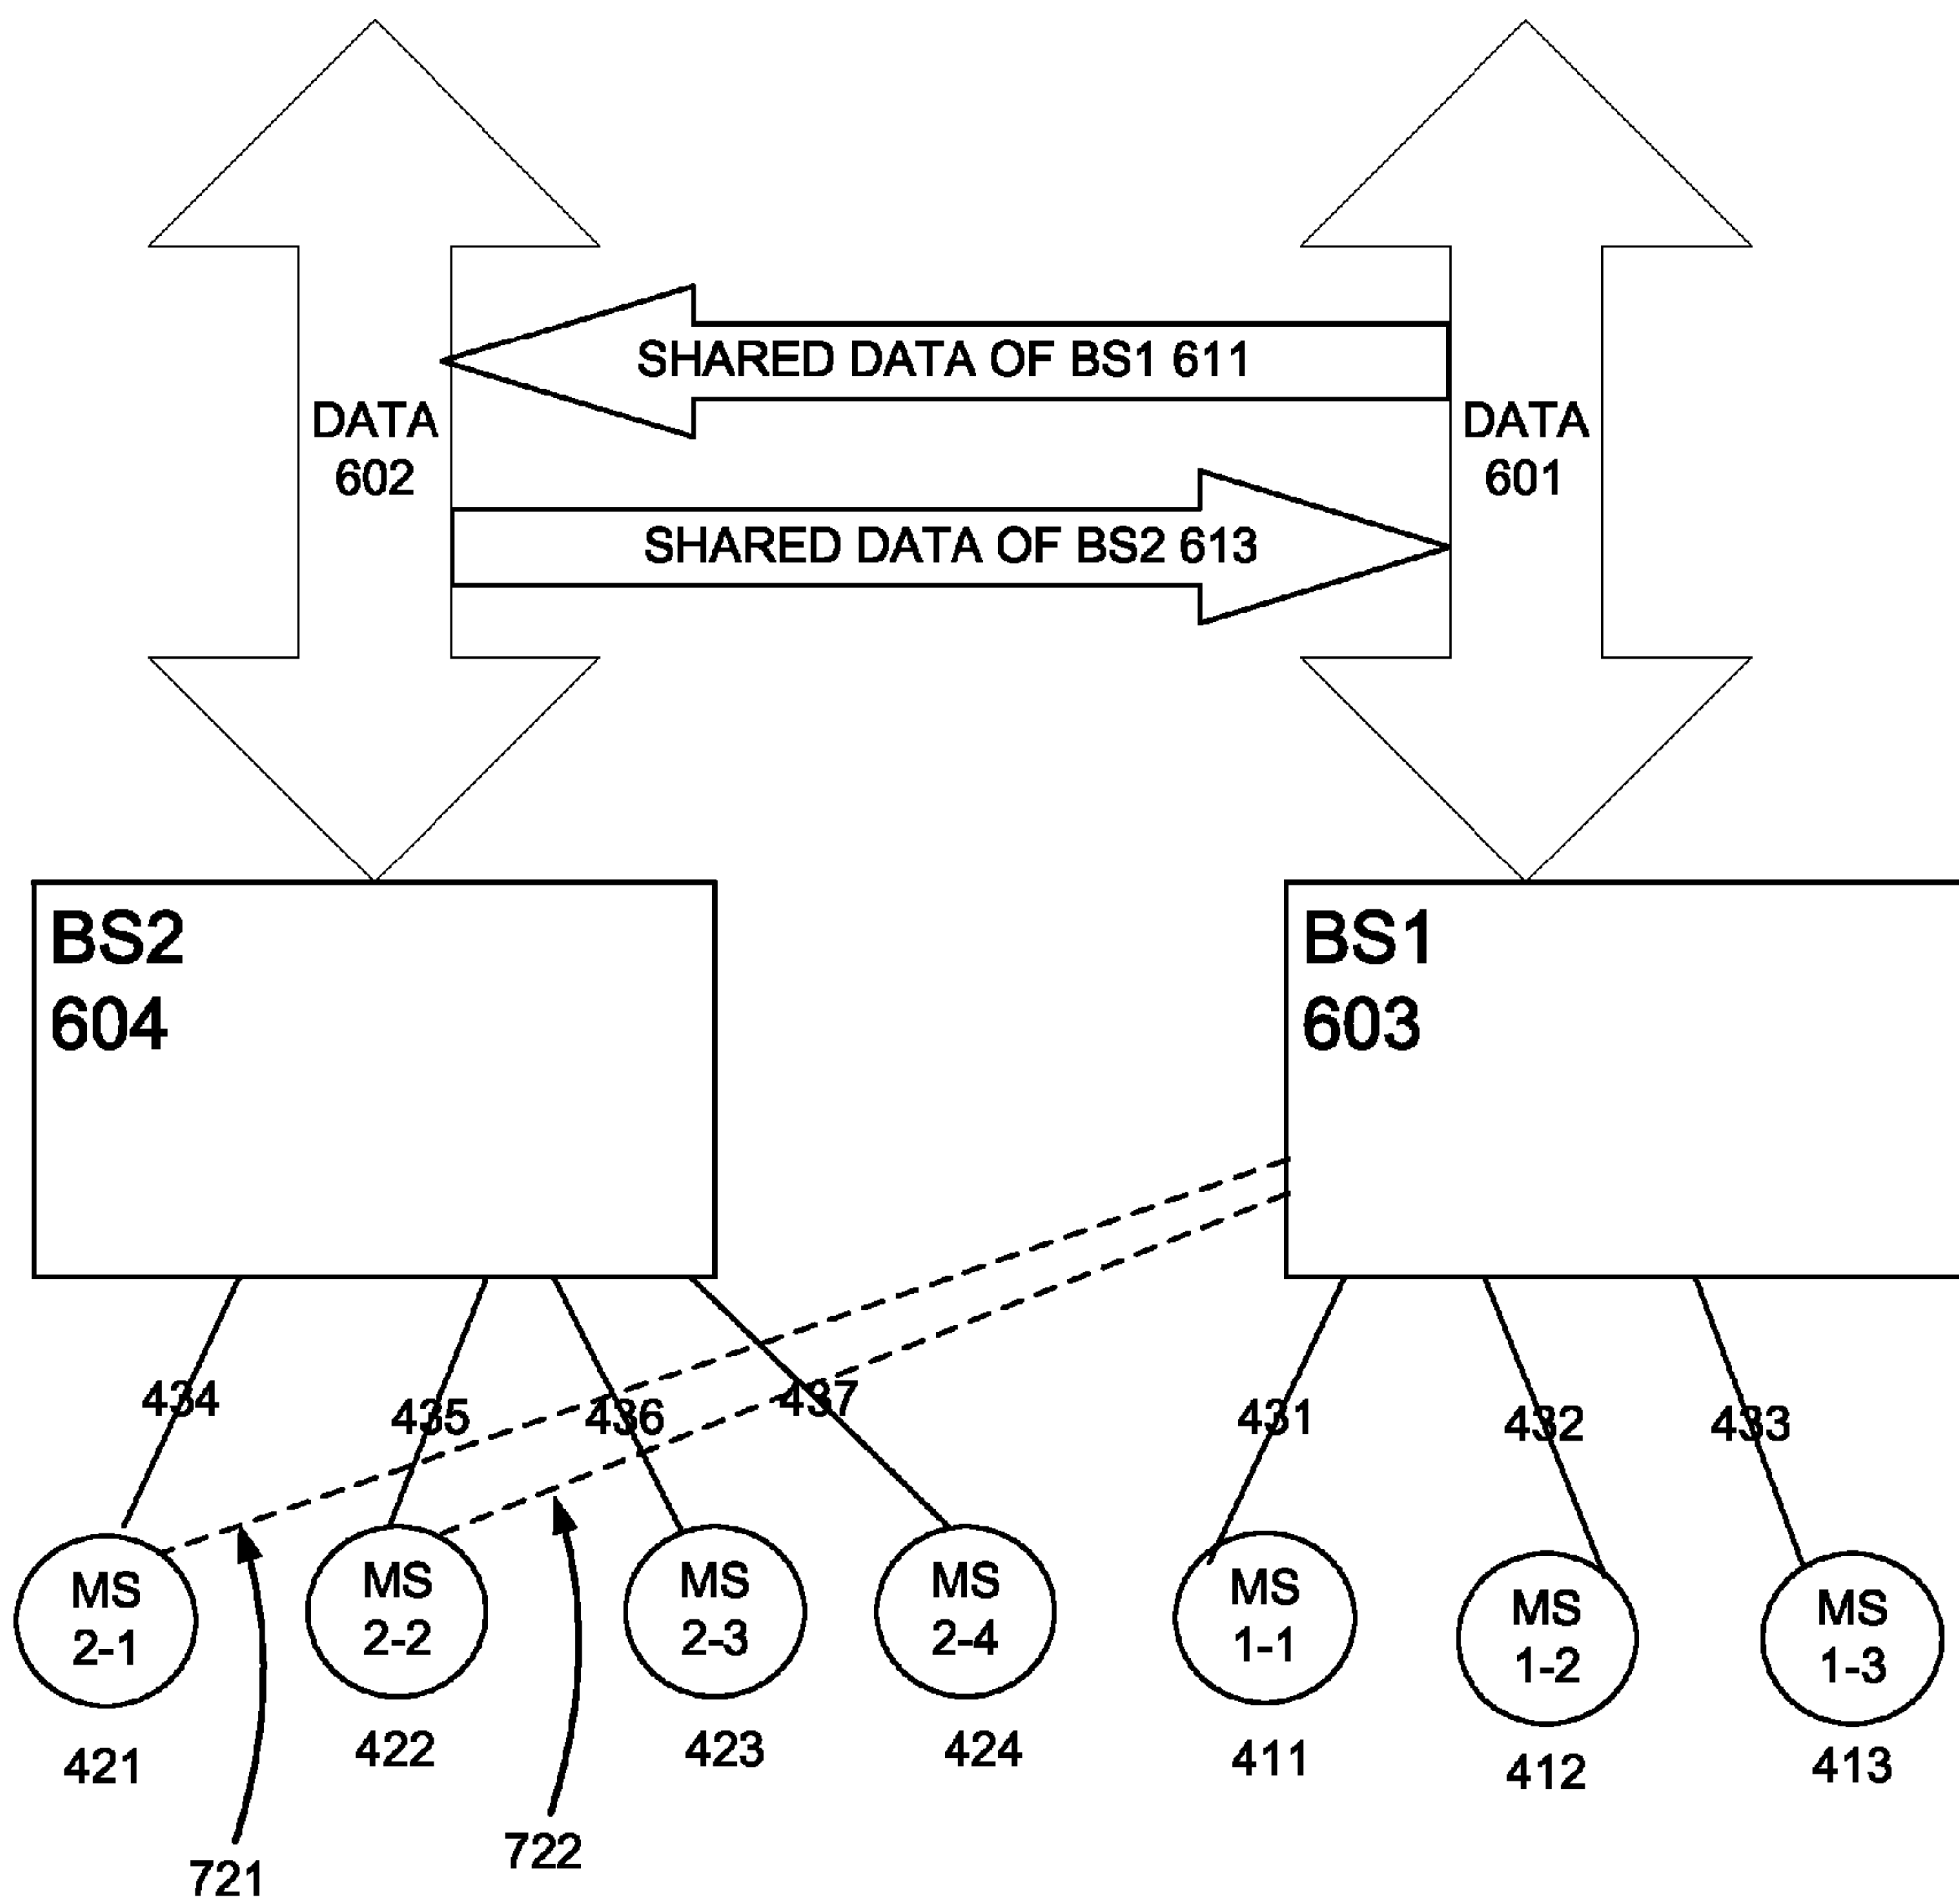 SHARED DATA OF BS1 611
DATA
602
DATA
601
SHARED DATA OF BS2 613
BS2
604
BS1
603
434
435
436
437
431
432
433
MS
2-1
MS
2-2
MS
2-3
MS
2-4
MS
1-1
MS
1-2
MS
1-3
421
422
423
424
411
412
413
721
722